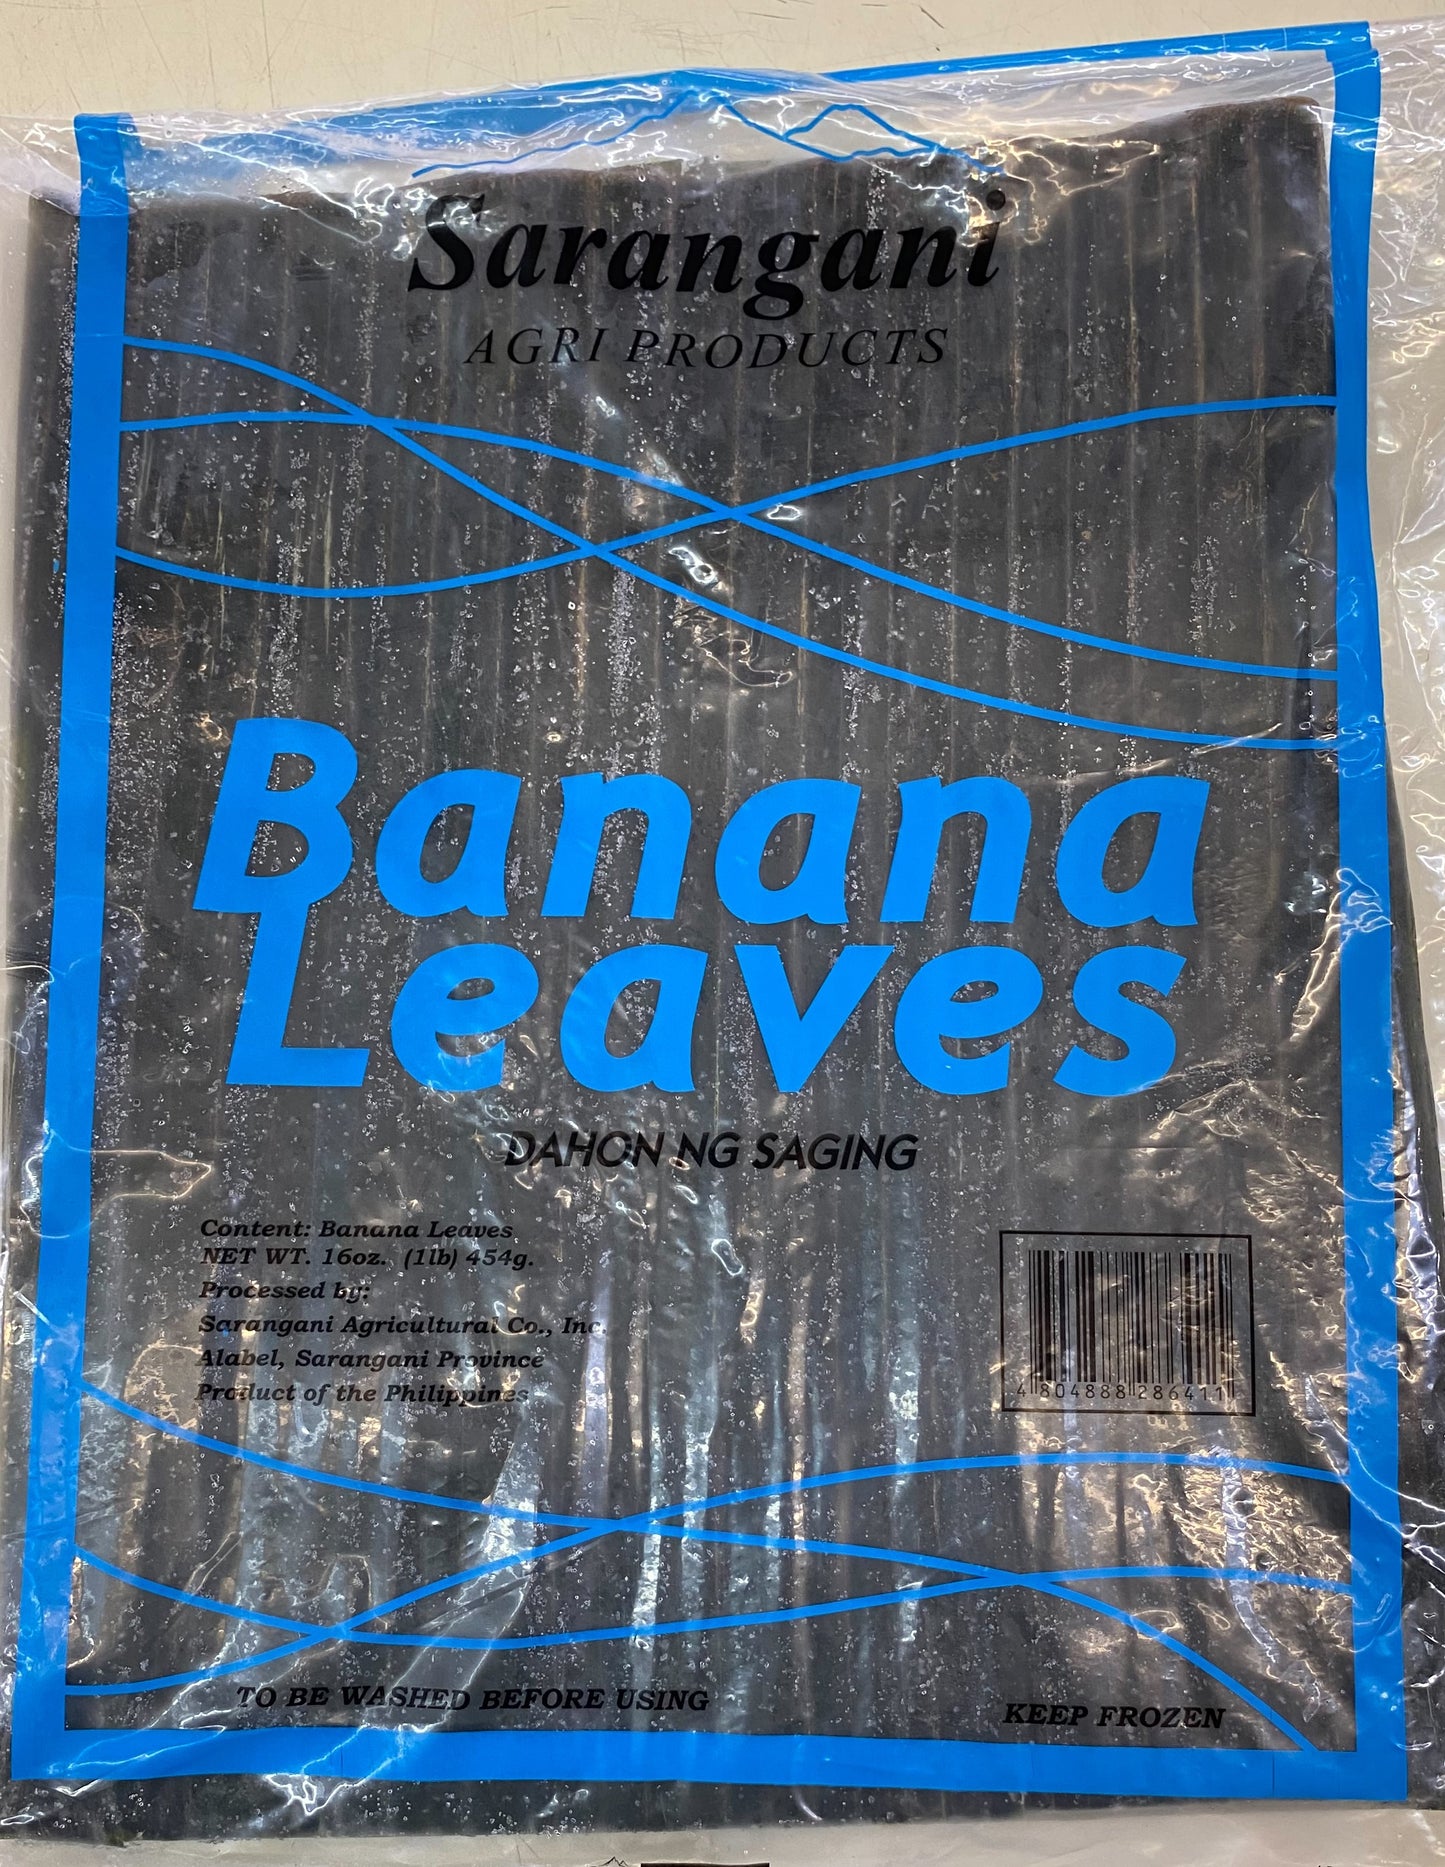 Sarangani
AGRI PRODUCTS
Banana
Leaves
DAHON NG SAGING
Content: Banana Leaves
NET WT. 16oz. (1lb) 454g.
Processed by:
Sarangani Agricultural Co., Inc.
Alabel, Sarangani Province
Product of the Philippines
4 804888 286411
TO BE WASHED BEFORE USING
KEEP FROZEN